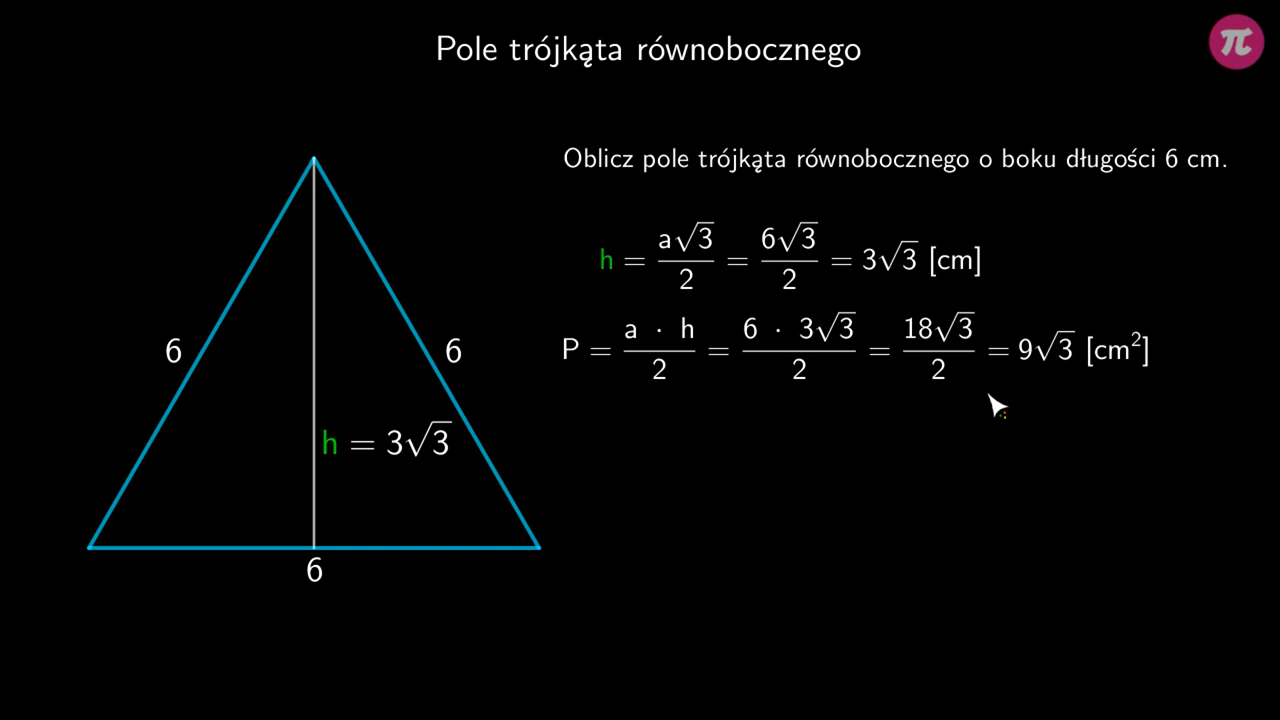 Pole trójkąta równobocznego
π
Oblicz pole trójkąta równobocznego o boku długości 6 cm.
h = a√3/2 = 6√3/2 = 3√3 [cm]
P = a · h/2 = 6 · 3√3/2 = 18√3/2 = 9√3 [cm²]
6
6
h = 3√3
6